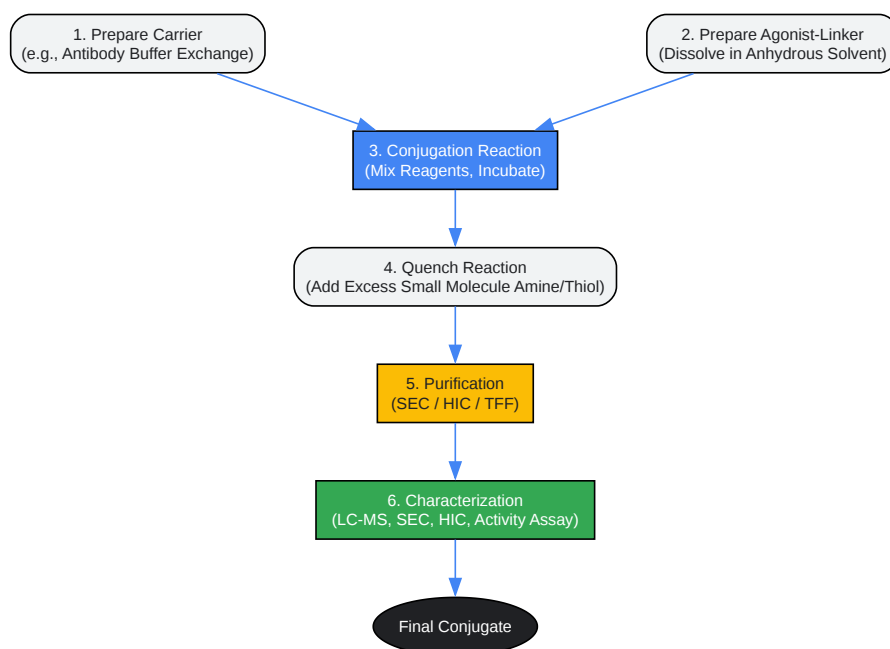 1. Prepare Carrier
(e.g., Antibody Buffer Exchange)
2. Prepare Agonist-Linker
(Dissolve in Anhydrous Solvent)
3. Conjugation Reaction
(Mix Reagents, Incubate)
4. Quench Reaction
(Add Excess Small Molecule Amine/Thiol)
5. Purification
(SEC / HIC / TFF)
6. Characterization
(LC-MS, SEC, HIC, Activity Assay)
Final Conjugate